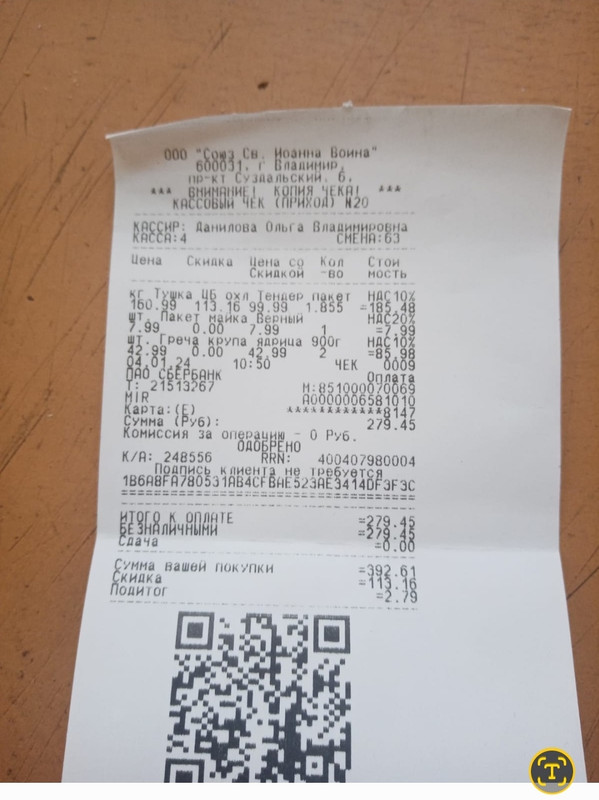 ООО "Союз Св. Иоанна Воина"
600031, г Владимир,
пр-кт Суздальский, 6,
*** ВНИМАНИЕ! КОПИЯ ЧЕКА! ***
КАССОВЫЙ ЧЕК (ПРИХОД) N20
КАССИР: Данилова Ольга Владимировна
КАССА:4 СМЕНА:63
Цена Скидка Цена со Кол Стои
Скидкой -во мость
кг Тушка ЦБ охл Тендер пакет НДС10%
160.99 113.16 99.99 1.855 =185.48
шт. Пакет майка Верный НДС20%
7.99 0.00 7.99 1 =7.99
шт. Греча крупа ядрица 900г НДС10%
42.99 0.00 42.99 2 =85.98
04.01.24 10:50 ЧЕК 0009
ПАО СБЕРБАНК Оплата
Т: 21513267 М:851000070069
MIR A0000006581010
Карта:(E) ************8147
Сумма (Руб): 279.45
Комиссия за операцию - 0 Руб.
ОДОБРЕНО
К/А: 248556 RRN: 400407980004
Подпись клиента не требуется
1B6A8FA780531AB4CFBAE523AE3414DF3F3C
ИТОГО К ОПЛАТЕ =279.45
БЕЗНАЛИЧНЫМИ =279.45
Сдача =0.00
Сумма вашей покупки =392.61
Скидка =113.16
Подитог =2.79